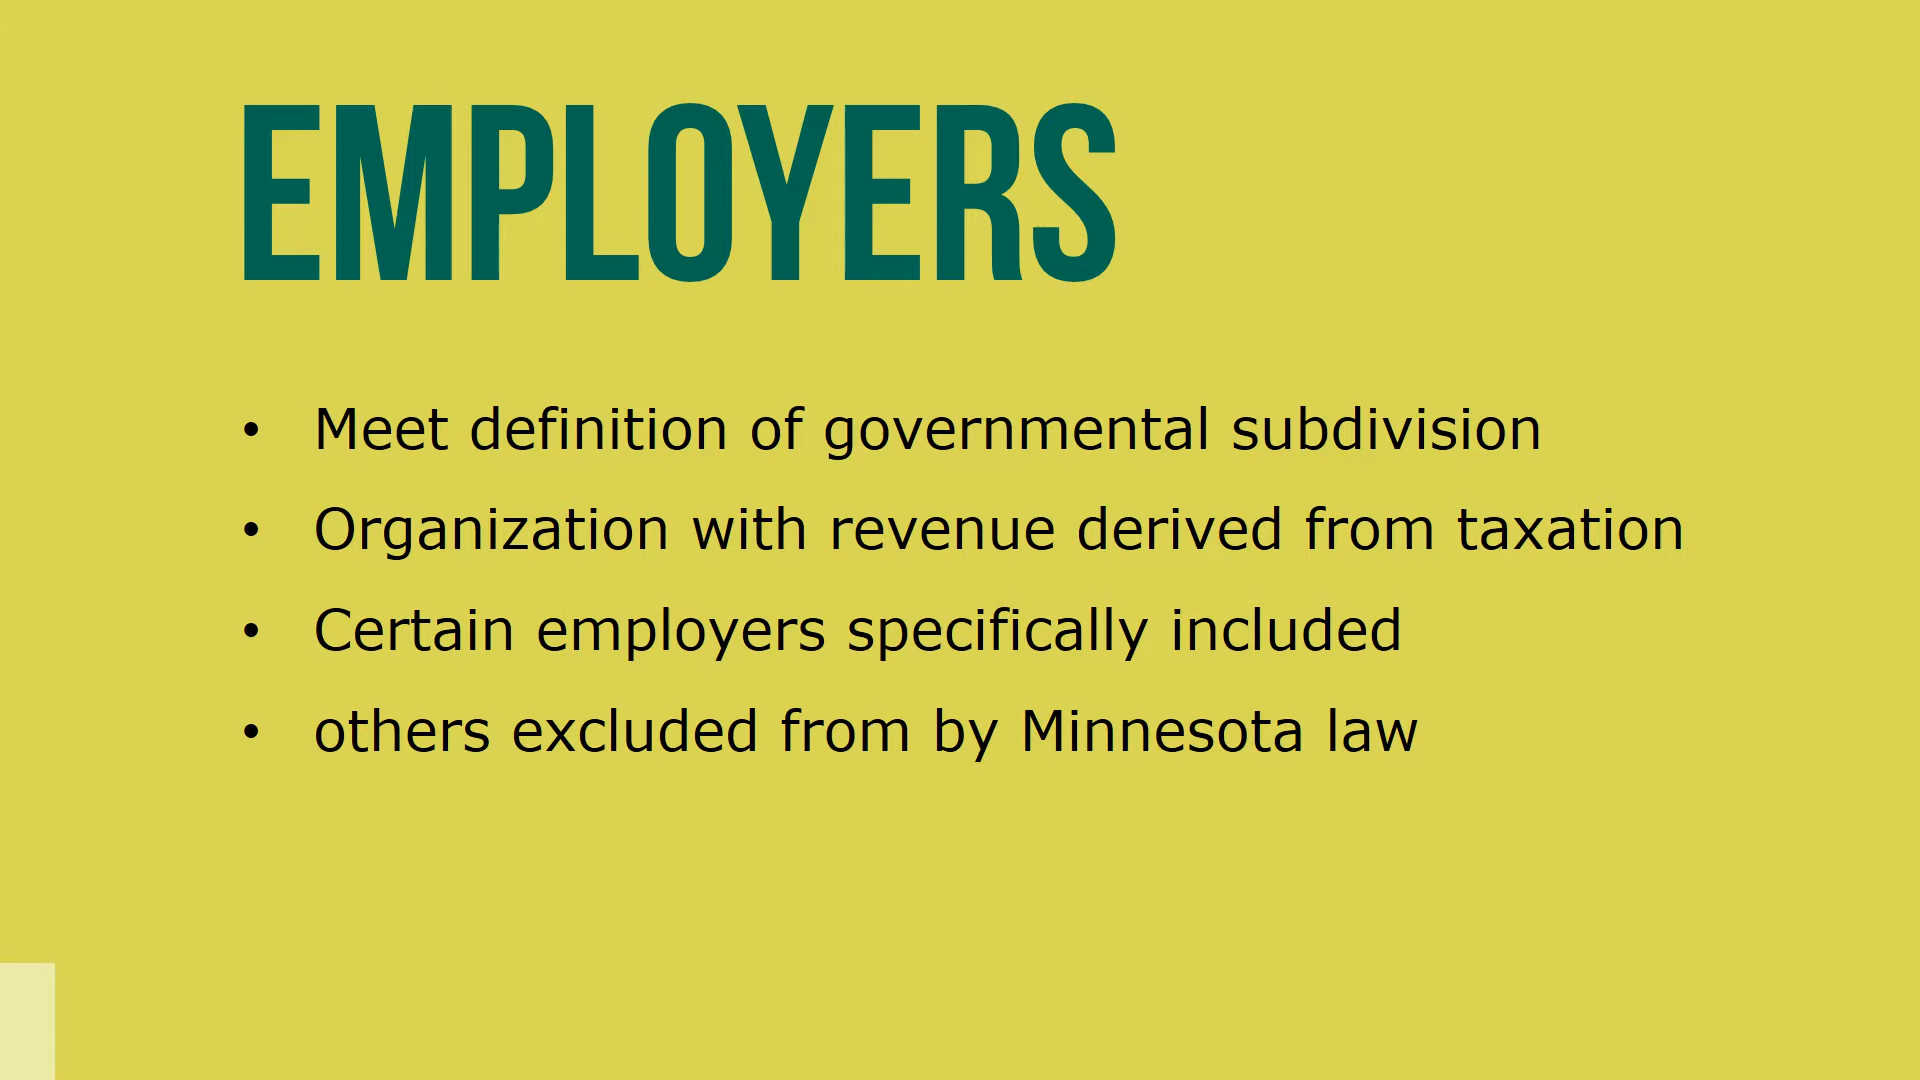 EMPLOYERS
• Meet definition of governmental subdivision
• Organization with revenue derived from taxation
• Certain employers specifically included
• others excluded from by Minnesota law